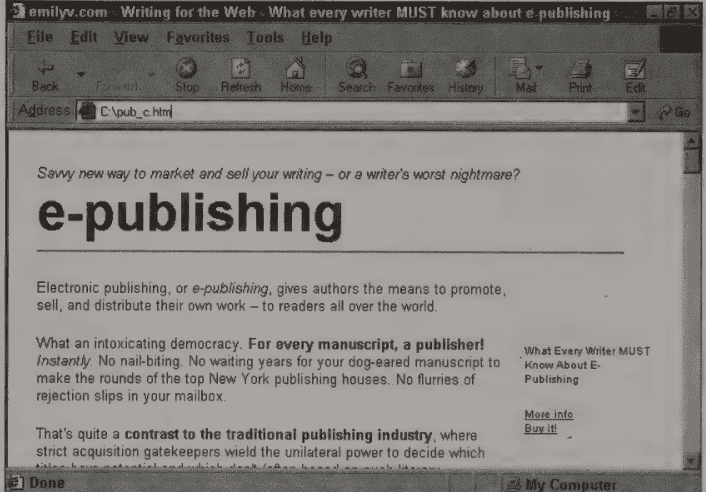 emilyv.com - Writing for the Web - What every writer MUST know about e-publishing
File Edit View Favorites Tools Help
Back Forward Stop Refresh Home Search Favorites History Mail Print Edit
Address C:\pub_c.htm Go
Savvy new way to market and sell your writing – or a writer's worst nightmare?
e-publishing
Electronic publishing, or e-publishing, gives authors the means to promote,
sell, and distribute their own work – to readers all over the world.
What an intoxicating democracy. For every manuscript, a publisher!
Instantly. No nail-biting. No waiting years for your dog-eared manuscript to
make the rounds of the top New York publishing houses. No flurries of
rejection slips in your mailbox.
What Every Writer MUST
Know About E-
Publishing
More info
Buy it!
That's quite a contrast to the traditional publishing industry, where
strict acquisition gatekeepers wield the unilateral power to decide which
Done My Computer